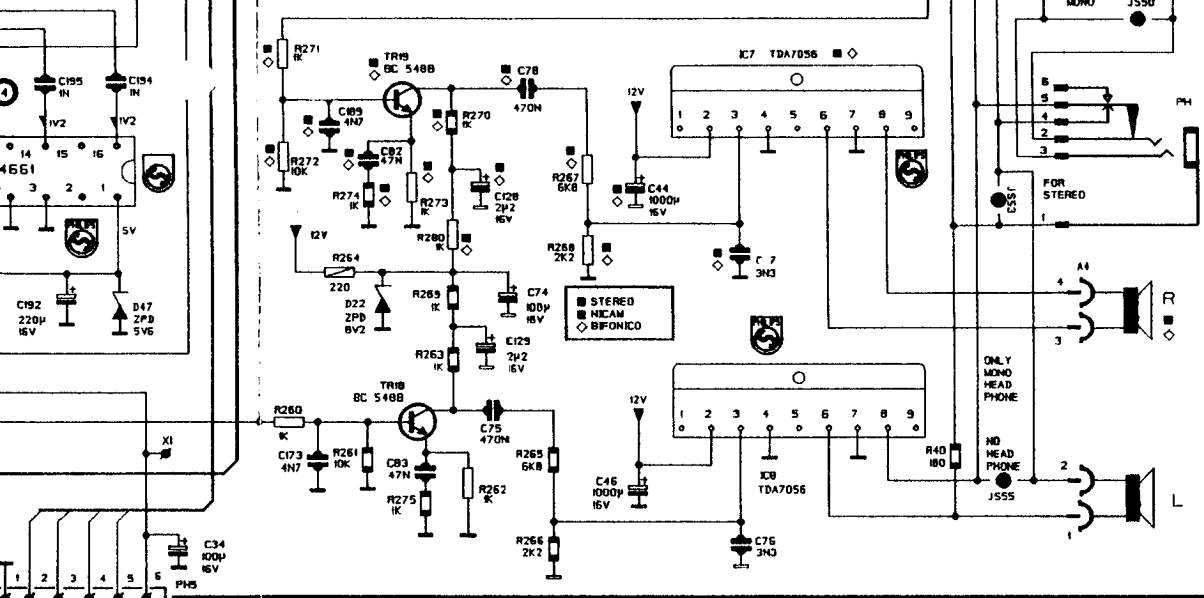 MONO
JS50
R271
1K
TR19
BC 548B
C78
470N
IC7 TDA7056
C195
1N
C194
1N
4
1V2
1V2
C189
4N7
R270
1K
12V
1 2 3 4 5 6 7 8 9
6
5
4
2
3
PH
14 15 16
4661
3 2 1
PHILIPS
R272
10K
C82
47N
R274
1K
R273
1K
C128
2µ2
16V
R267
6K8
C44
1000µ
16V
PHILIPS
JS53
FOR
STEREO
1
PHILIPS
5V
12V
R280
1K
R268
2K2
3N3
R264
220
C192
220µ
16V
D47
ZPD
5V6
D22
ZPD
8V2
R269
1K
C74
100µ
16V
STEREO
NICAM
BIFONICO
A4
4
3
R
C129
2µ2
16V
R263
1K
PHILIPS
ONLY
MONO
HEAD
PHONE
TR18
BC 548B
12V
1 2 3 4 5 6 7 8 9
R260
1K
C75
470N
X1
C173
4N7
R261
10K
C83
47N
R275
1K
R262
1K
R265
6K8
C46
1000µ
16V
IC8
TDA7056
R40
180
NO
HEAD
PHONE
JS55
2
1
L
R266
2K2
C76
3N3
C34
100µ
16V
1 2 3 4 5 6
PH5